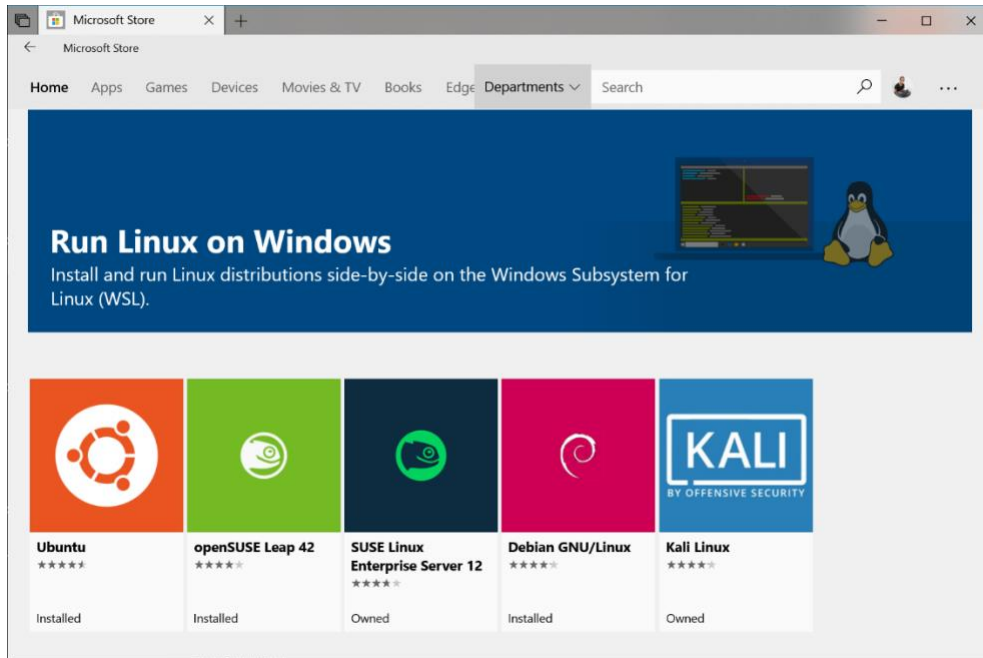 Microsoft Store
Microsoft Store
Home Apps Games Devices Movies & TV Books Edge Departments Search
Run Linux on Windows
Install and run Linux distributions side-by-side on the Windows Subsystem for
Linux (WSL).
KALI
BY OFFENSIVE SECURITY
Ubuntu
Installed
openSUSE Leap 42
Installed
SUSE Linux
Enterprise Server 12
Owned
Debian GNU/Linux
Installed
Kali Linux
Owned